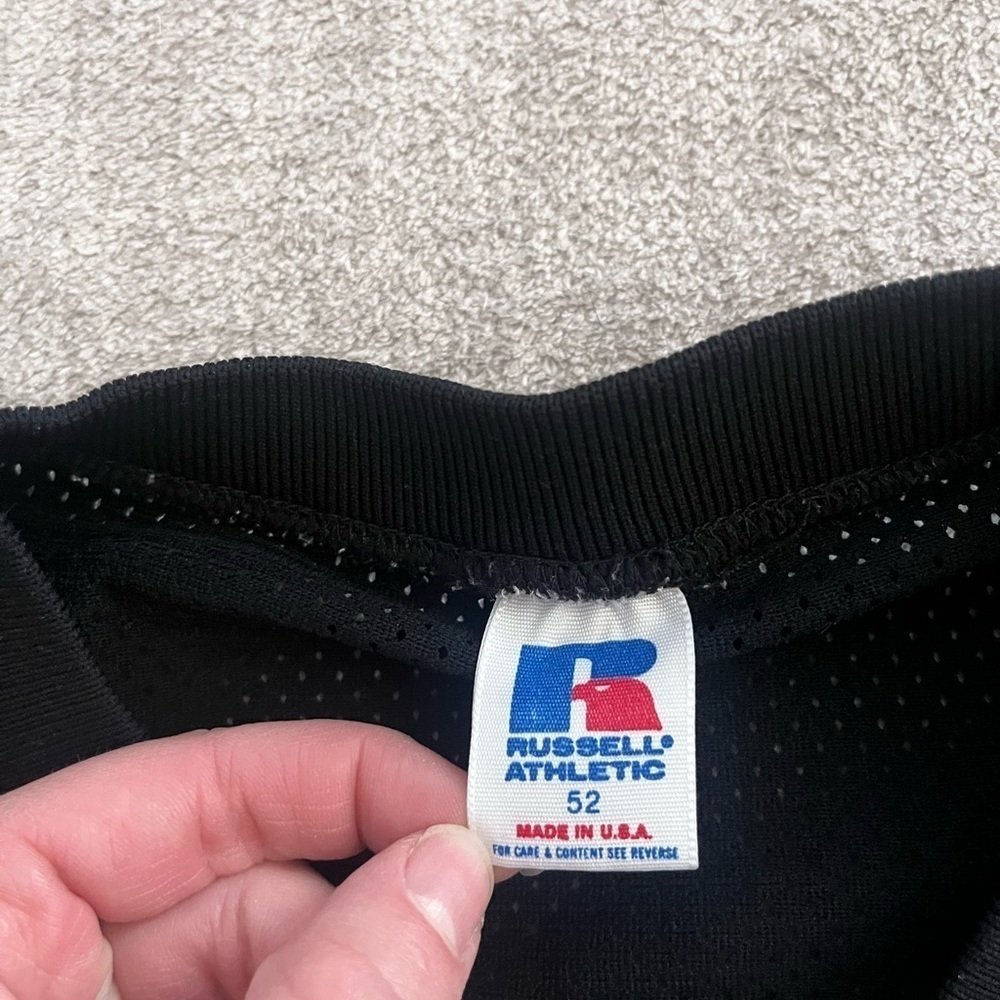 R
RUSSELL®
ATHLETIC
52
MADE IN U.S.A.
FOR CARE & CONTENT SEE REVERSE